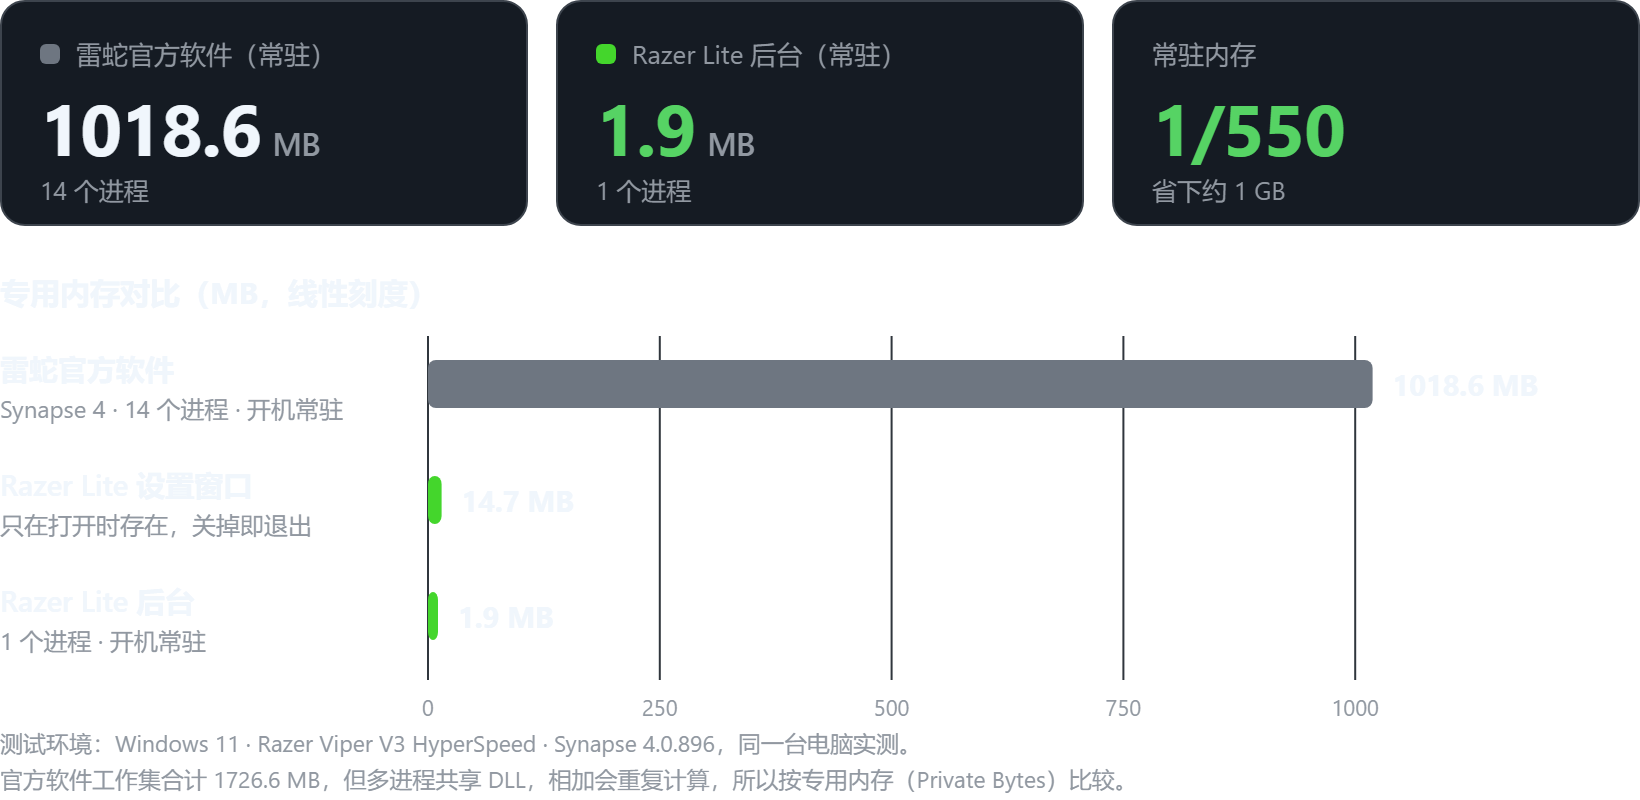 雷蛇官方软件（常驻）
1018.6 MB
14 个进程
Razer Lite 后台（常驻）
1.9 MB
1 个进程
常驻内存
1/550
省下约 1 GB
专用内存对比（MB，线性刻度）
雷蛇官方软件
1018.6 MB
Synapse 4 · 14 个进程 · 开机常驻
Razer Lite 设置窗口
14.7 MB
只在打开时存在，关掉即退出
Razer Lite 后台
1.9 MB
1 个进程 · 开机常驻
0 250 500 750 1000
测试环境：Windows 11 · Razer Viper V3 HyperSpeed · Synapse 4.0.896，同一台电脑实测。
官方软件工作集合计 1726.6 MB，但多进程共享 DLL，相加会重复计算，所以按专用内存（Private Bytes）比较。